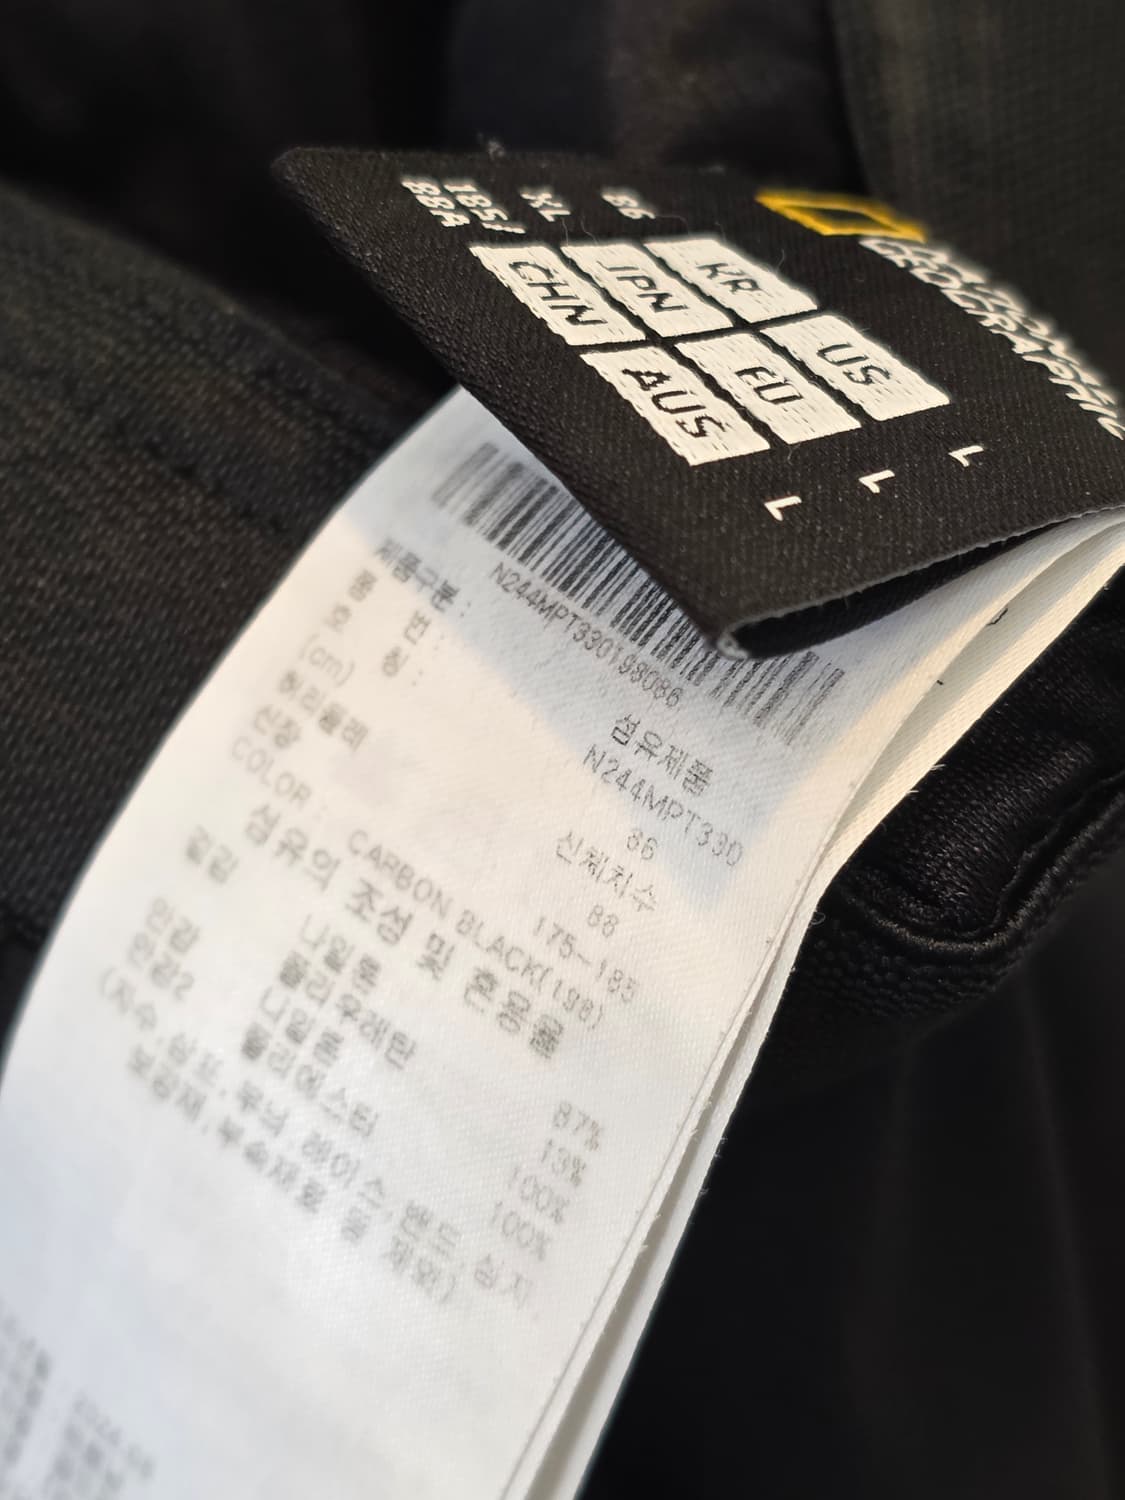 NATIONAL
GEOGRAPHIC
86 KR US L
XL JPN EU L
185/88A CHN AUS L
N244MPT330198086
제품구분 : 섬유제품
품 번 : N244MPT330
호 칭 : 86
(cm) 신체치수
허리둘레 86
신장 175~185
COLOR : CARBON BLACK(198)
섬유의 조성 및 혼용율
겉감 나일론 87%
폴리우레탄 13%
안감 나일론 100%
안감2 폴리에스터 100%
(자수, 상표, 무늬 레이스, 밴드, 심지,
보강재, 부속재료 등 제외)